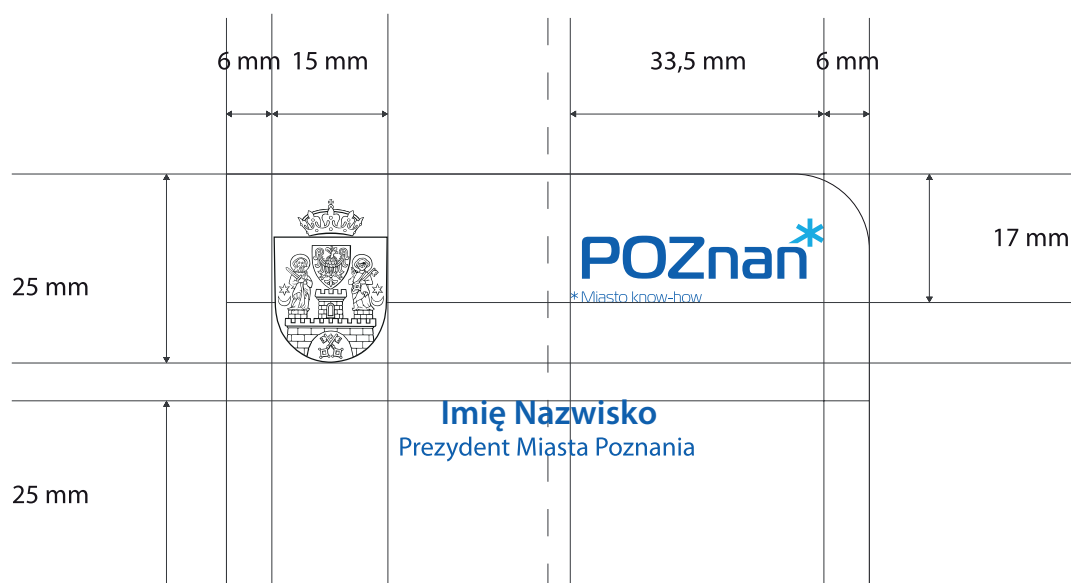 6 mm 15 mm 33,5 mm 6 mm
POZnan*
17 mm
25 mm
* Miasto know-how
Imię Nazwisko
Prezydent Miasta Poznania
25 mm